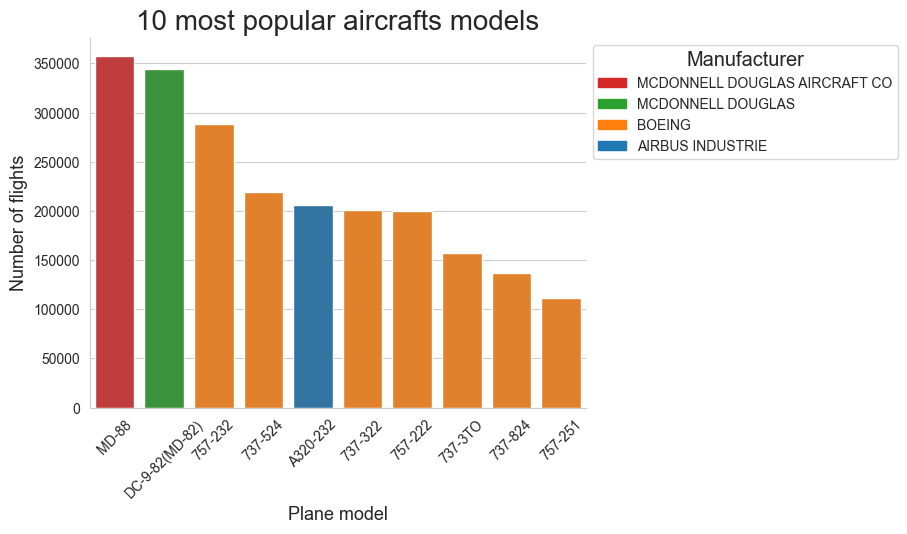 10 most popular aircrafts models
Number of flights
350000
300000
250000
200000
150000
100000
50000
0
MD-88
DC-9-82(MD-82)
757-232
737-524
A320-232
737-322
757-222
737-3TO
737-824
757-251
Plane model
Manufacturer
MCDONNELL DOUGLAS AIRCRAFT CO
MCDONNELL DOUGLAS
BOEING
AIRBUS INDUSTRIE